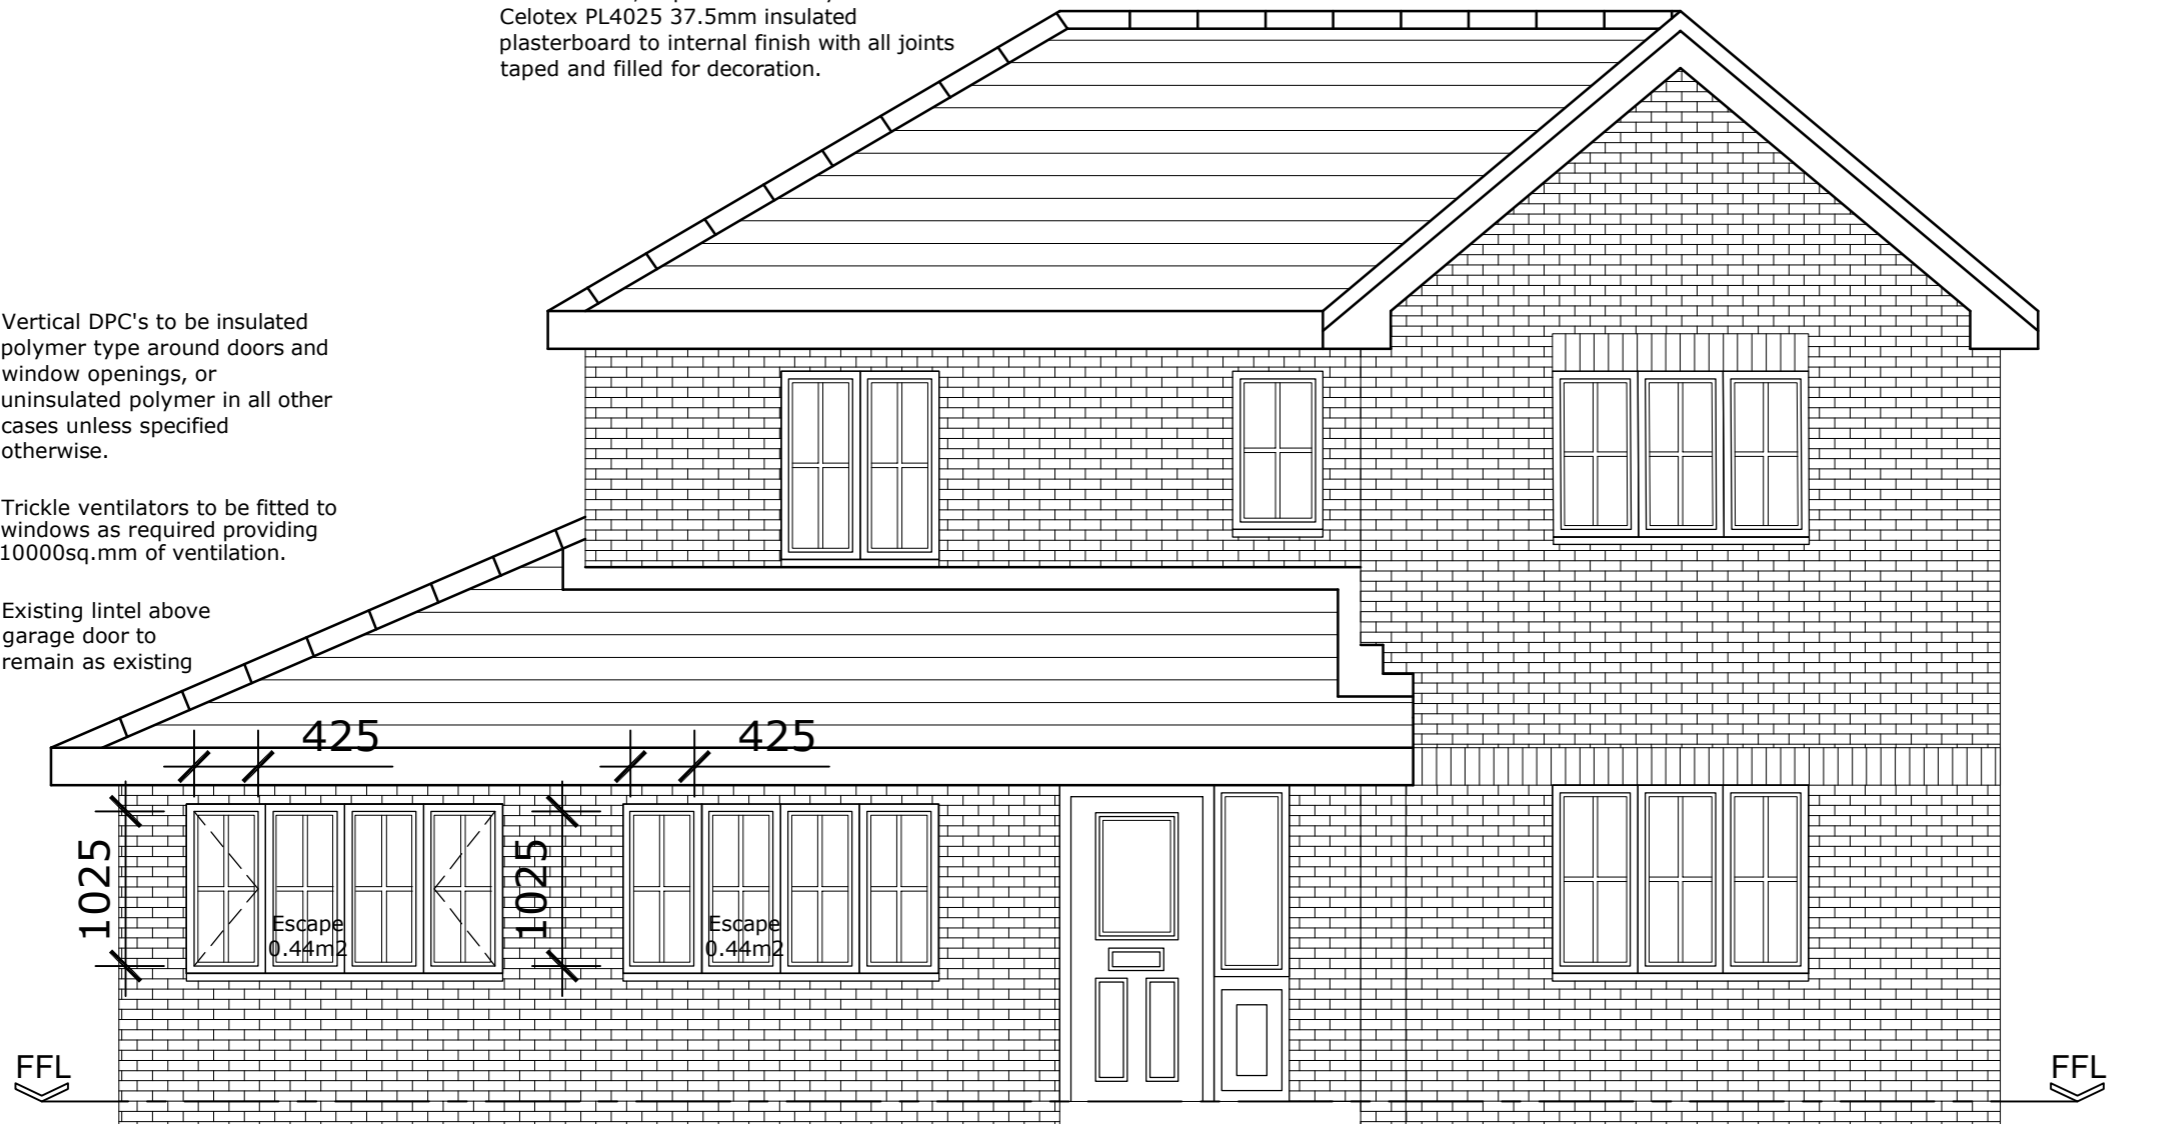 Celotex PL4025 37.5mm insulated
plasterboard to internal finish with all joints
taped and filled for decoration.
Vertical DPC's to be insulated
polymer type around doors and
window openings, or
uninsulated polymer in all other
cases unless specified
otherwise.
Trickle ventilators to be fitted to
windows as required providing
10000sq.mm of ventilation.
Existing lintel above
garage door to
remain as existing
425
425
1025
1025
Escape
0.44m2
Escape
0.44m2
FFL
FFL